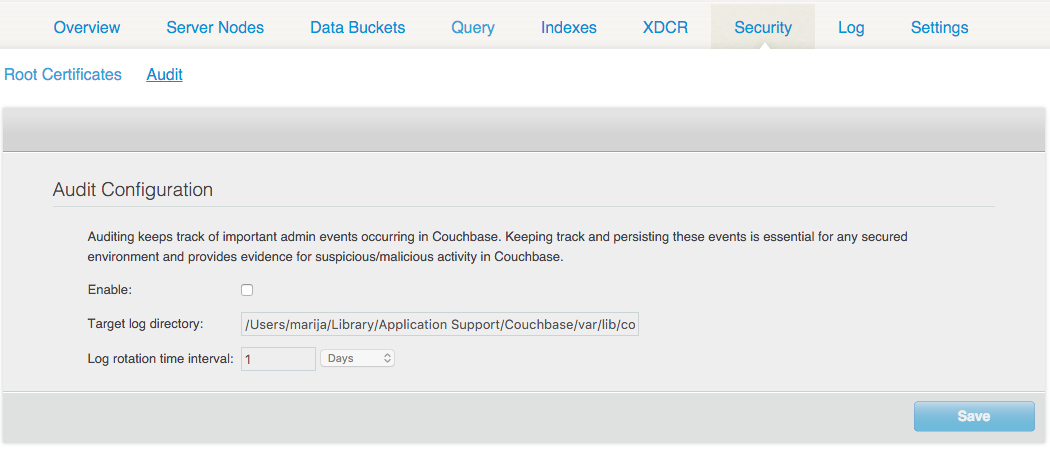 Overview Server Nodes Data Buckets Query Indexes XDCR Security Log Settings
Root Certificates Audit
Audit Configuration
Auditing keeps track of important admin events occurring in Couchbase. Keeping track and persisting these events is essential for any secured
environment and provides evidence for suspicious/malicious activity in Couchbase.
Enable:
Target log directory: /Users/marija/Library/Application Support/Couchbase/var/lib/co
Log rotation time interval: 1 Days
Save